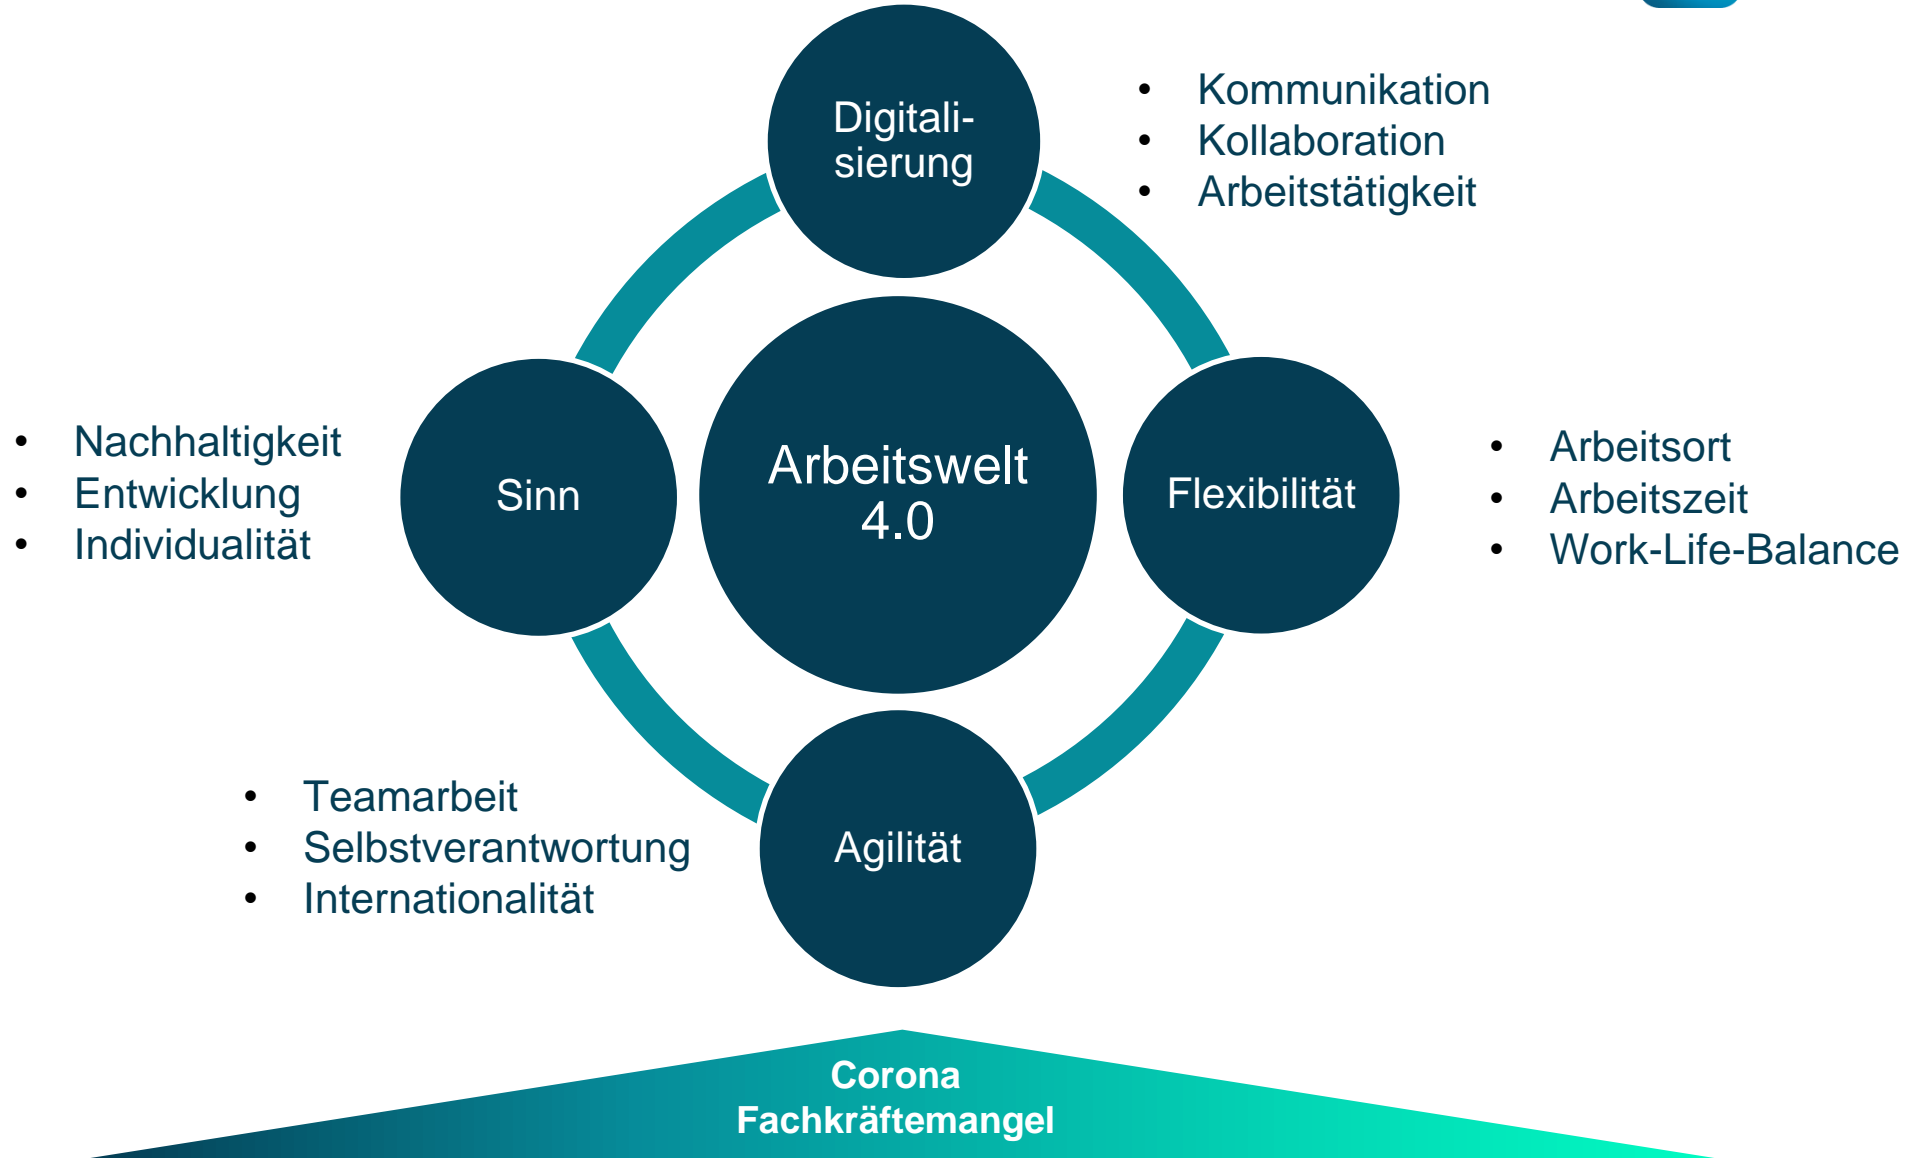 Digitali-
sierung
• Kommunikation
• Kollaboration
• Arbeitstätigkeit
• Nachhaltigkeit
• Entwicklung
• Individualität
Sinn
Arbeitswelt
4.0
Flexibilität
• Arbeitsort
• Arbeitszeit
• Work-Life-Balance
• Teamarbeit
• Selbstverantwortung
• Internationalität
Agilität
Corona
Fachkräftemangel